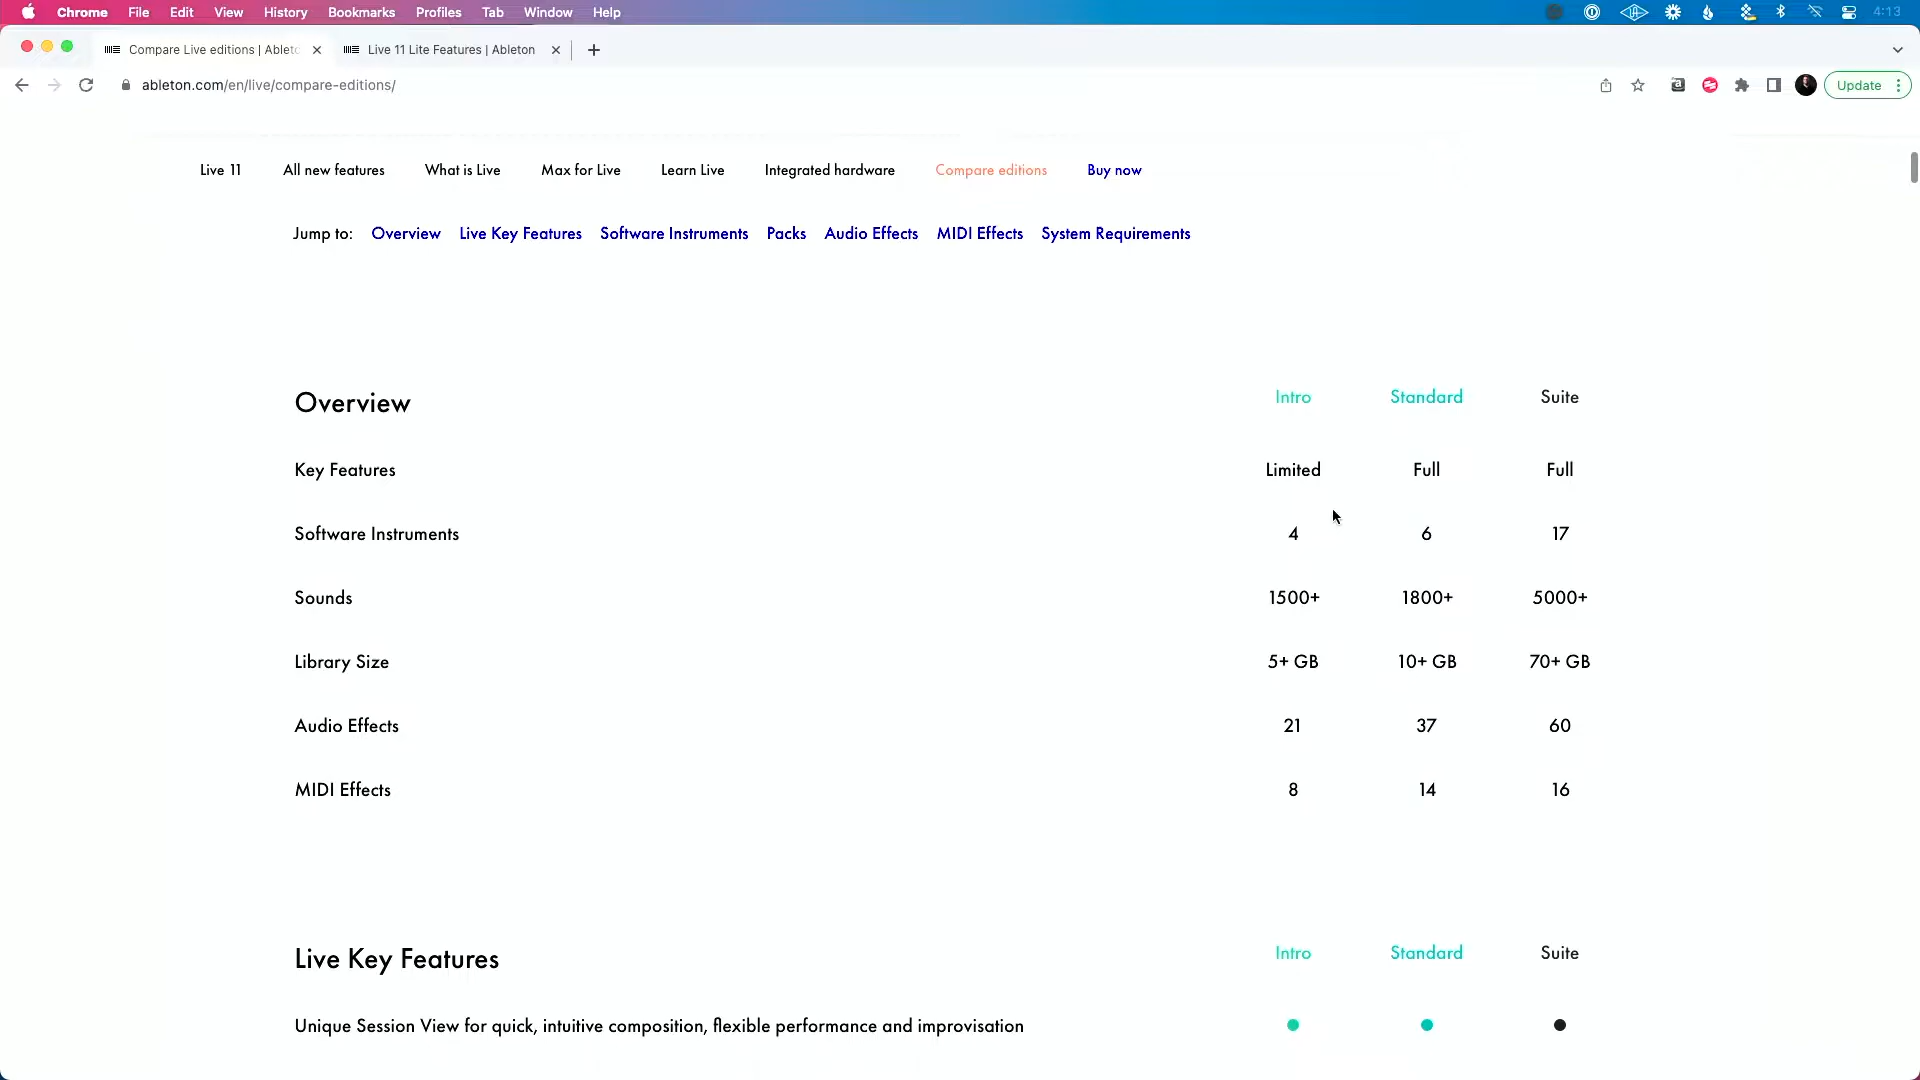 Chrome File Edit View History Bookmarks Profiles Tab Window Help 4:13
Compare Live editions | Ableto Live 11 Lite Features | Ableton
ableton.com/en/live/compare-editions/ Update
Live 11 All new features What is Live Max for Live Learn Live Integrated hardware Compare editions Buy now
Jump to: Overview Live Key Features Software Instruments Packs Audio Effects MIDI Effects System Requirements
Overview Intro Standard Suite
Key Features Limited Full Full
Software Instruments 4 6 17
Sounds 1500+ 1800+ 5000+
Library Size 5+ GB 10+ GB 70+ GB
Audio Effects 21 37 60
MIDI Effects 8 14 16
Live Key Features Intro Standard Suite
Unique Session View for quick, intuitive composition, flexible performance and improvisation